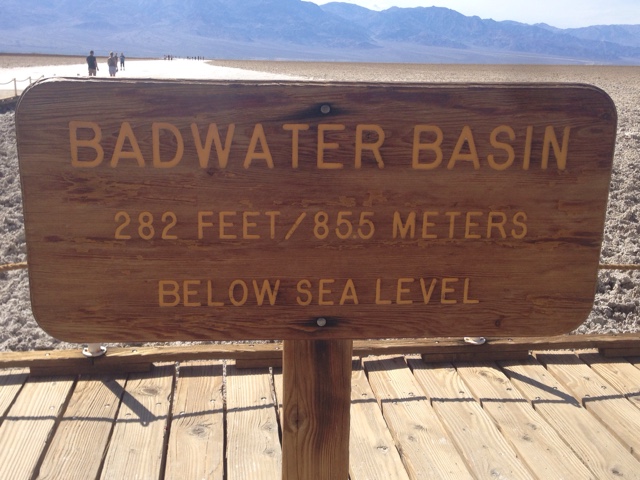 BADWATER BASIN
282 FEET/85.5 METERS
BELOW SEA LEVEL